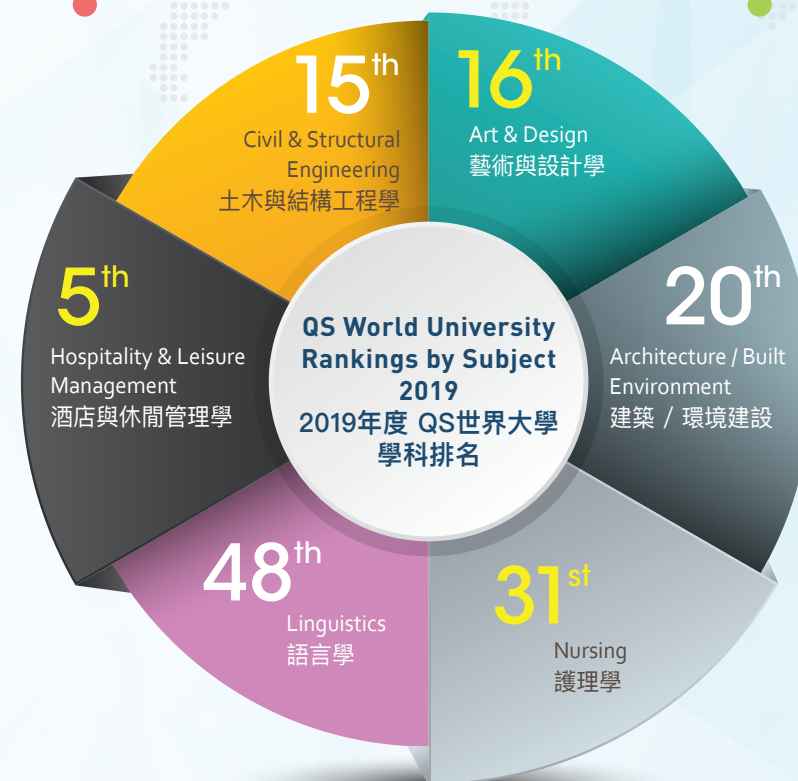 15th
Civil & Structural
Engineering
土木與結構工程學
16th
Art & Design
藝術與設計學
5th
Hospitality & Leisure
Management
酒店與休閒管理學
QS World University
Rankings by Subject
2019
2019年度 QS世界大學
學科排名
20th
Architecture / Built
Environment
建築 / 環境建設
48th
Linguistics
語言學
31st
Nursing
護理學